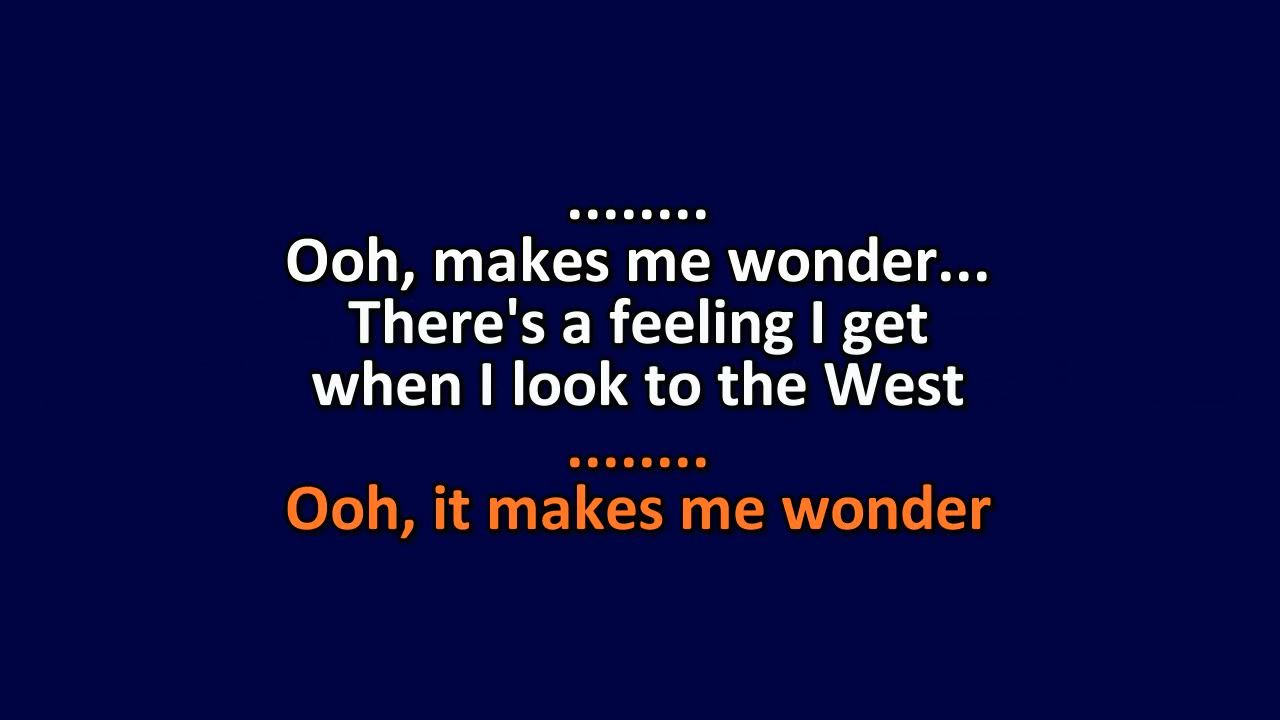 ........
Ooh, makes me wonder...
There's a feeling I get
when I look to the West
........
Ooh, it makes me wonder